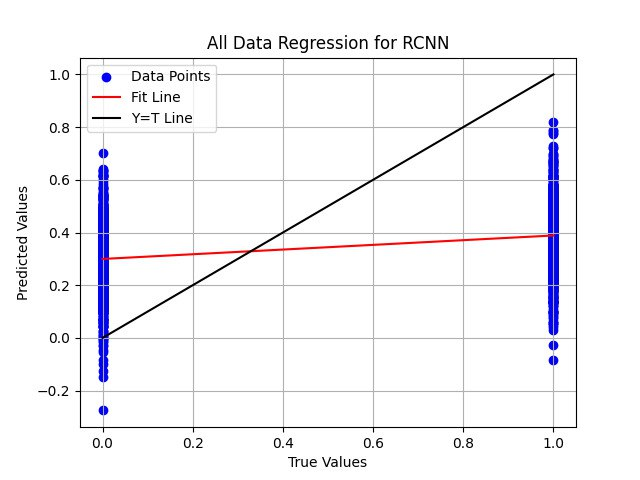 All Data Regression for RCNN
Data Points
Fit Line
Y=T Line
1.0
0.8
0.6
0.4
0.2
0.0
−0.2
Predicted Values
0.0 0.2 0.4 0.6 0.8 1.0
True Values